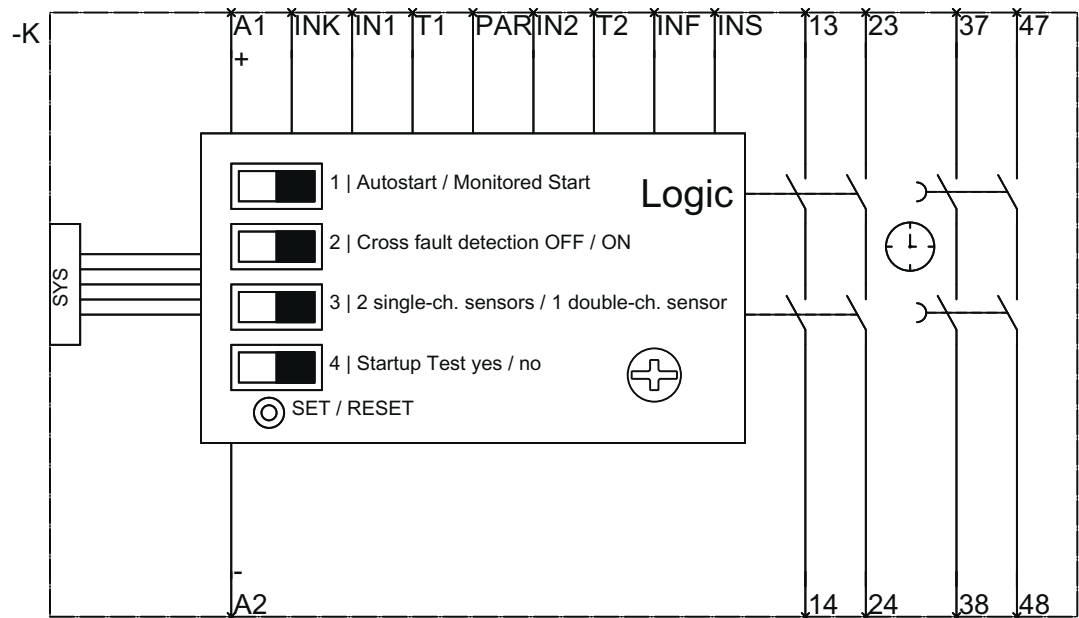 -K
A1 INK IN1 T1 PAR IN2 T2 INF INS 13 23 37 47
+
1 | Autostart / Monitored Start
Logic
2 | Cross fault detection OFF / ON
SYS
3 | 2 single-ch. sensors / 1 double-ch. sensor
4 | Startup Test yes / no
SET / RESET
-
A2 14 24 38 48